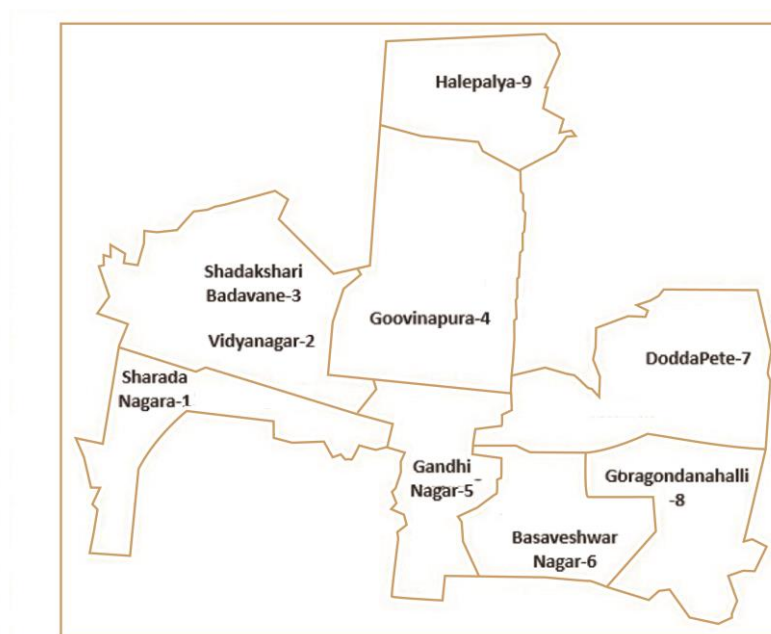 Halepalya-9
Shadakshari
Badavane-3
Vidyanagar-2
Goovinapura-4
DoddaPete-7
Sharada
Nagara-1
Gandhi
Nagar-5
Goragondanahalli
-8
Basaveshwar
Nagar-6